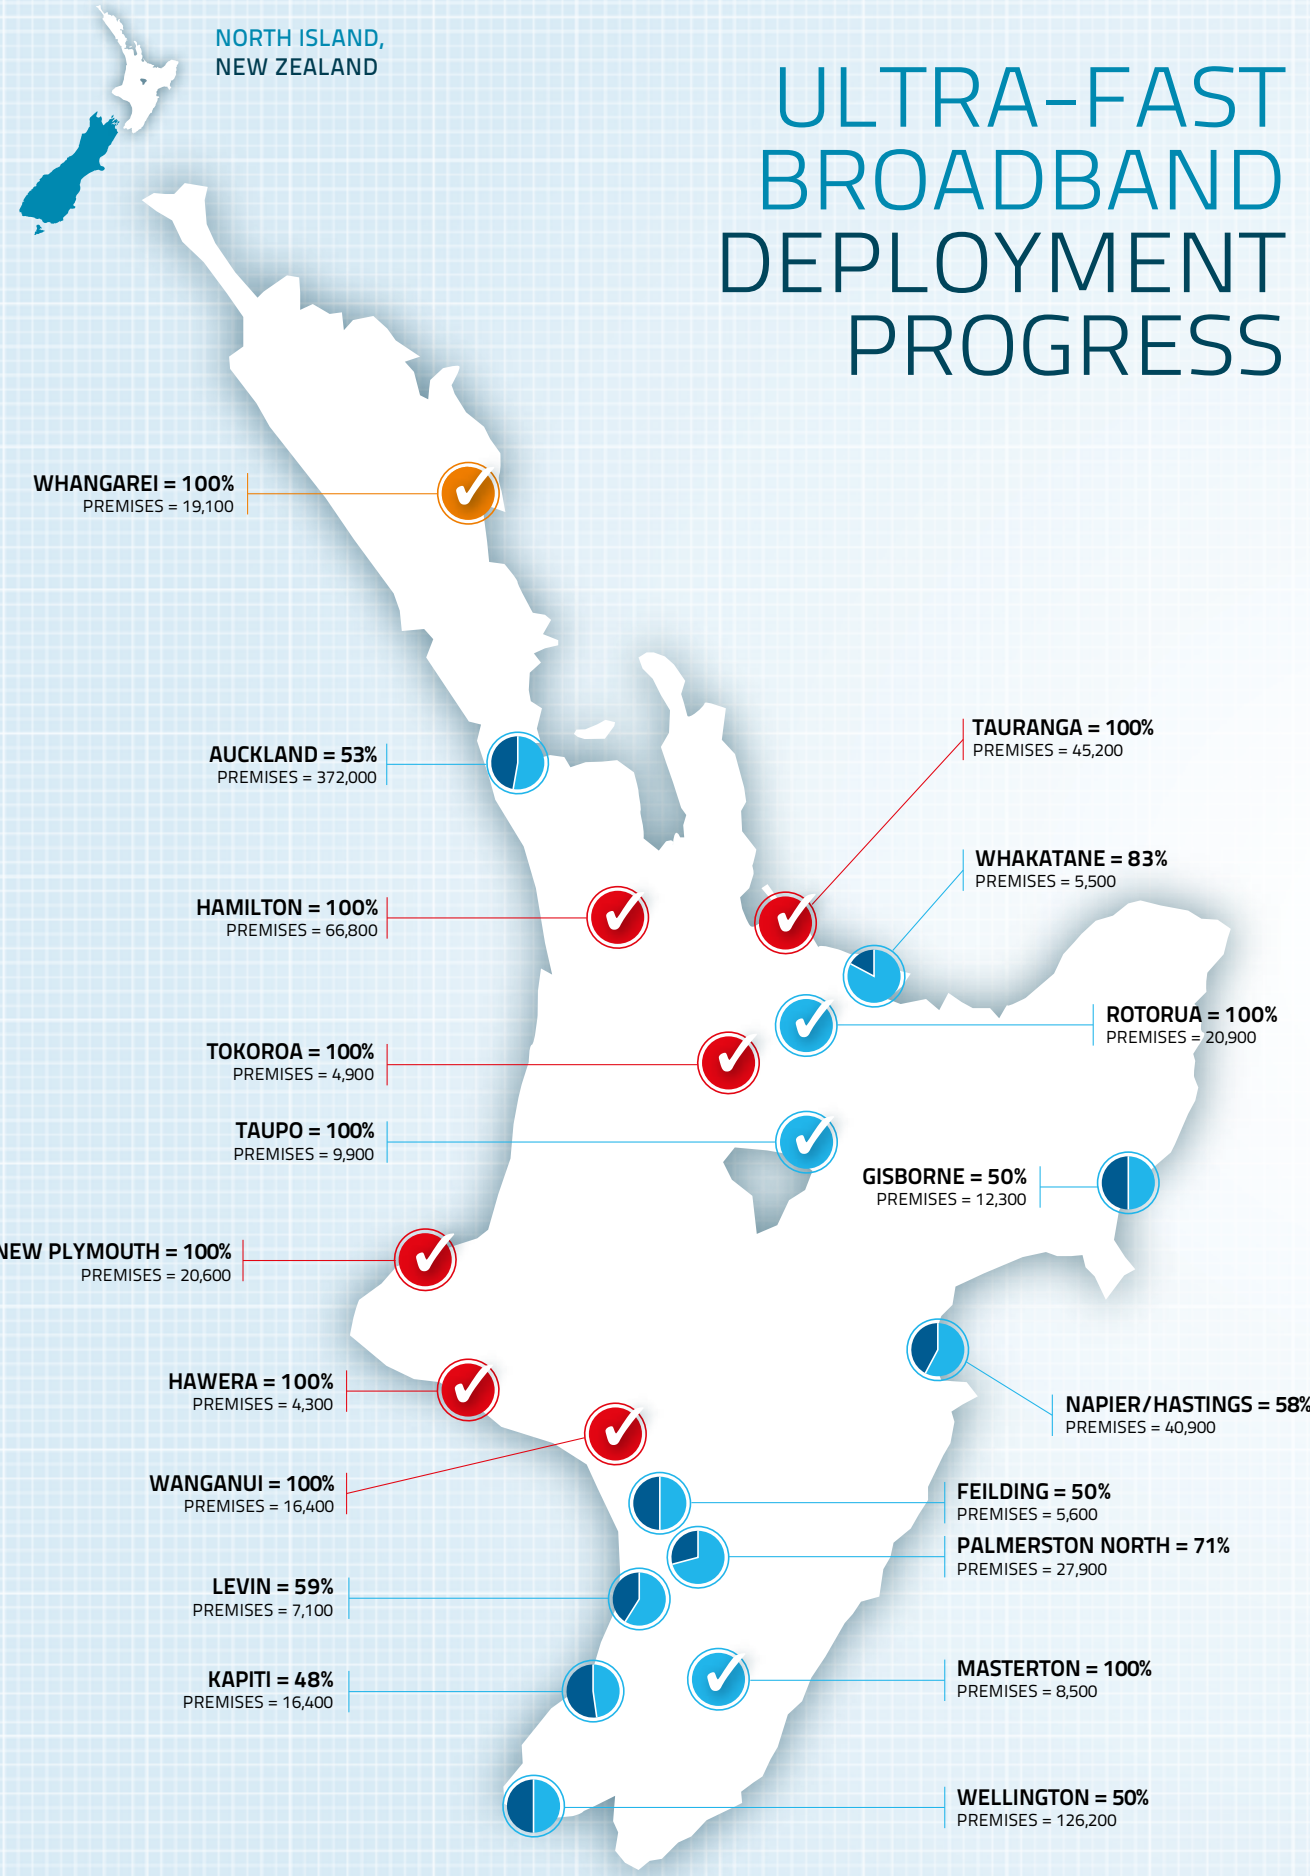 NORTH ISLAND,
NEW ZEALAND
ULTRA-FAST
BROADBAND
DEPLOYMENT
PROGRESS
WHANGAREI = 100%
PREMISES = 19,100
AUCKLAND = 53%
PREMISES = 372,000
TAURANGA = 100%
PREMISES = 45,200
WHAKATANE = 83%
PREMISES = 5,500
HAMILTON = 100%
PREMISES = 66,800
ROTORUA = 100%
PREMISES = 20,900
TOKOROA = 100%
PREMISES = 4,900
TAUPO = 100%
PREMISES = 9,900
GISBORNE = 50%
PREMISES = 12,300
NEW PLYMOUTH = 100%
PREMISES = 20,600
HAWERA = 100%
PREMISES = 4,300
NAPIER/HASTINGS = 58%
PREMISES = 40,900
WANGANUI = 100%
PREMISES = 16,400
FEILDING = 50%
PREMISES = 5,600
PALMERSTON NORTH = 71%
PREMISES = 27,900
LEVIN = 59%
PREMISES = 7,100
KAPITI = 48%
PREMISES = 16,400
MASTERTON = 100%
PREMISES = 8,500
WELLINGTON = 50%
PREMISES = 126,200